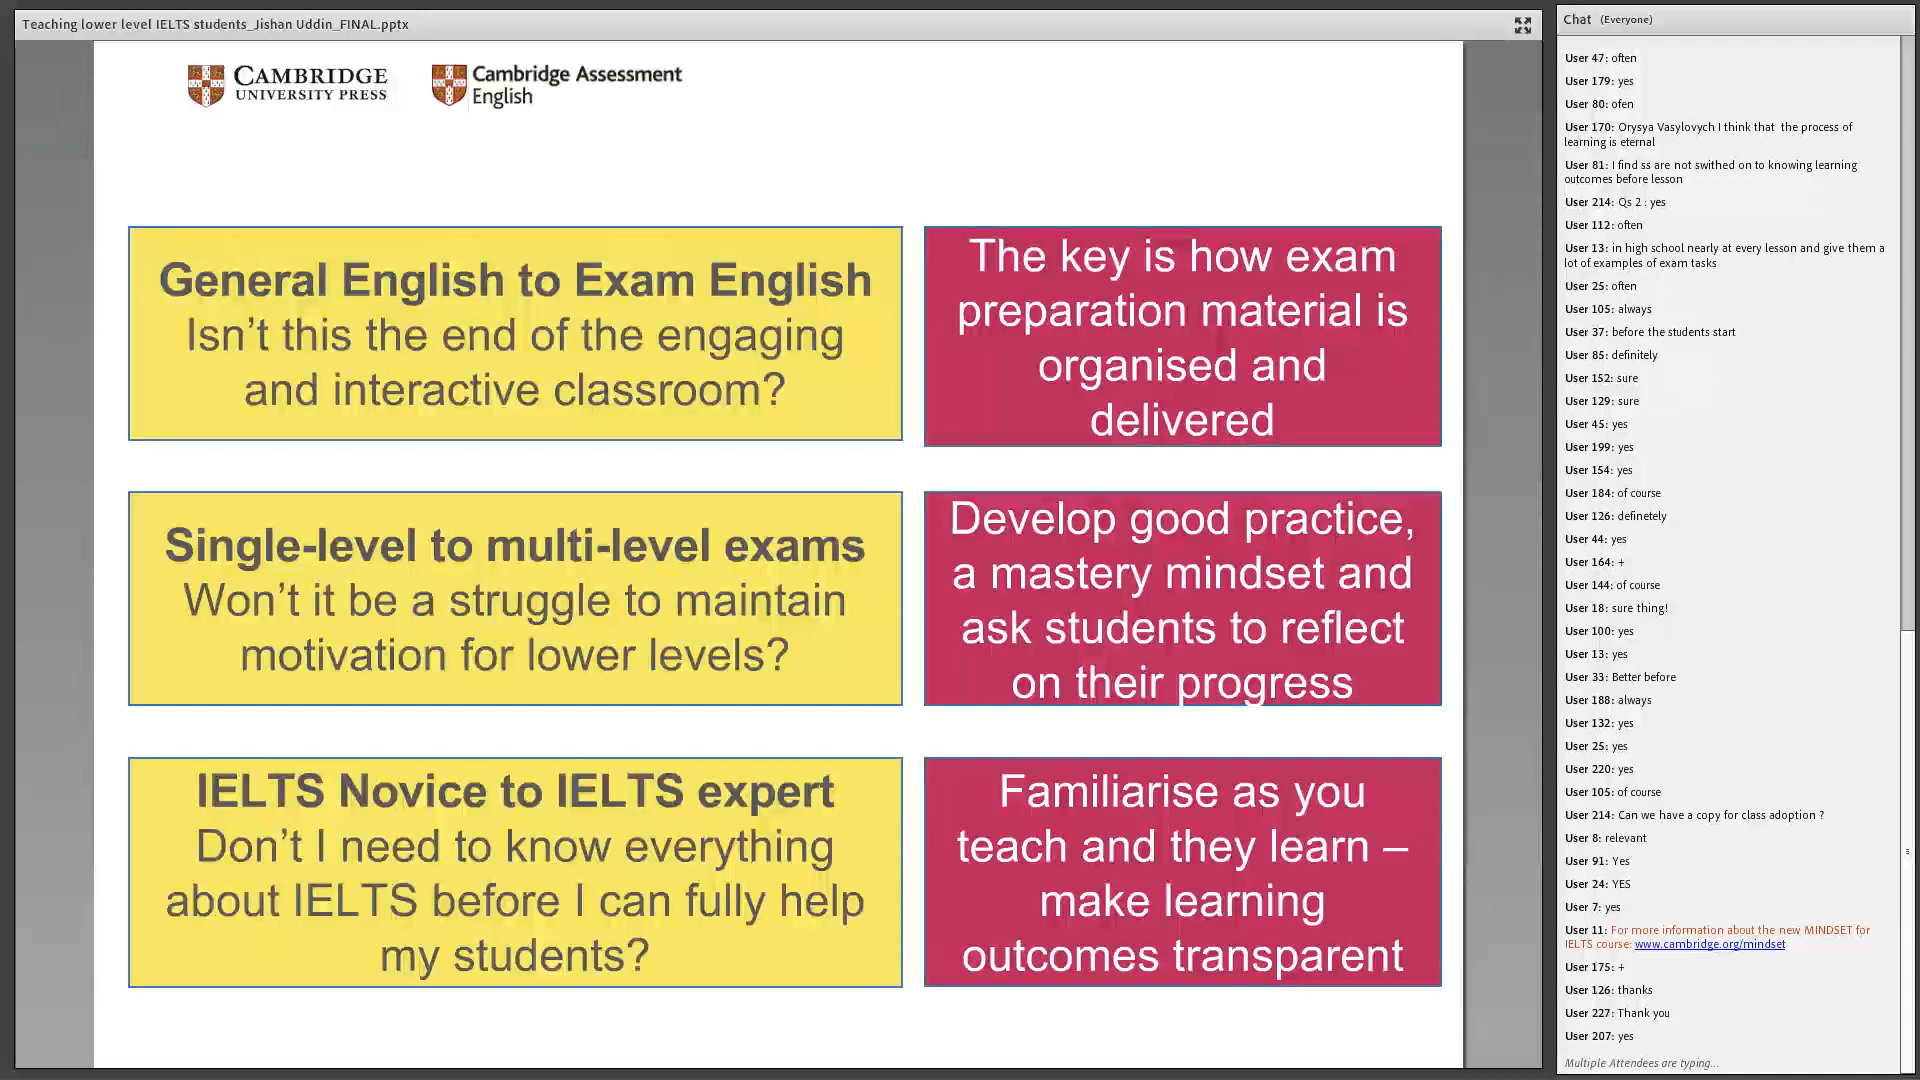 Teaching lower level IELTS students_Jishan Uddin_FINAL.pptx
CAMBRIDGE
UNIVERSITY PRESS
Cambridge Assessment
English
General English to Exam English
Isn’t this the end of the engaging
and interactive classroom?
The key is how exam
preparation material is
organised and
delivered
Single-level to multi-level exams
Won’t it be a struggle to maintain
motivation for lower levels?
Develop good practice,
a mastery mindset and
ask students to reflect
on their progress
IELTS Novice to IELTS expert
Don’t I need to know everything
about IELTS before I can fully help
my students?
Familiarise as you
teach and they learn –
make learning
outcomes transparent
Chat (Everyone)
User 47: often
User 179: yes
User 80: ofen
User 170: Orysya Vasylovych I think that  the process of
learning is eternal
User 81: I find ss are not swithed on to knowing learning
outcomes before lesson
User 214: Qs 2 : yes
User 112: often
User 13: in high school nearly at every lesson and give them a
lot of examples of exam tasks
User 25: often
User 105: always
User 37: before the students start
User 85: definitely
User 152: sure
User 129: sure
User 45: yes
User 199: yes
User 154: yes
User 184: of course
User 126: definetely
User 44: yes
User 164: +
User 144: of course
User 18: sure thing!
User 100: yes
User 13: yes
User 33: Better before
User 188: always
User 132: yes
User 25: yes
User 220: yes
User 105: of course
User 214: Can we have a copy for class adoption ?
User 8: relevant
User 91: Yes
User 24: YES
User 7: yes
User 11: For more information about the new MINDSET for
IELTS course: www.cambridge.org/mindset
User 175: +
User 126: thanks
User 227: Thank you
User 207: yes
Multiple Attendees are typing...